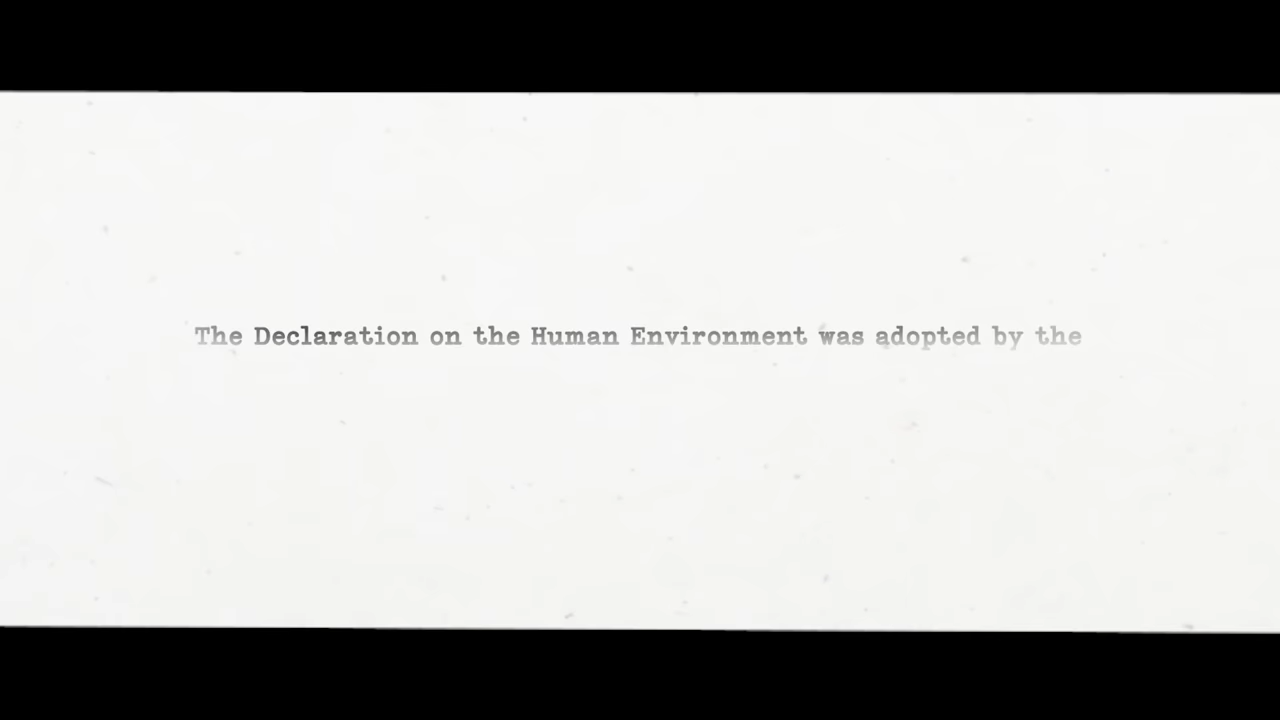 The Declaration on the Human Environment was adopted by the